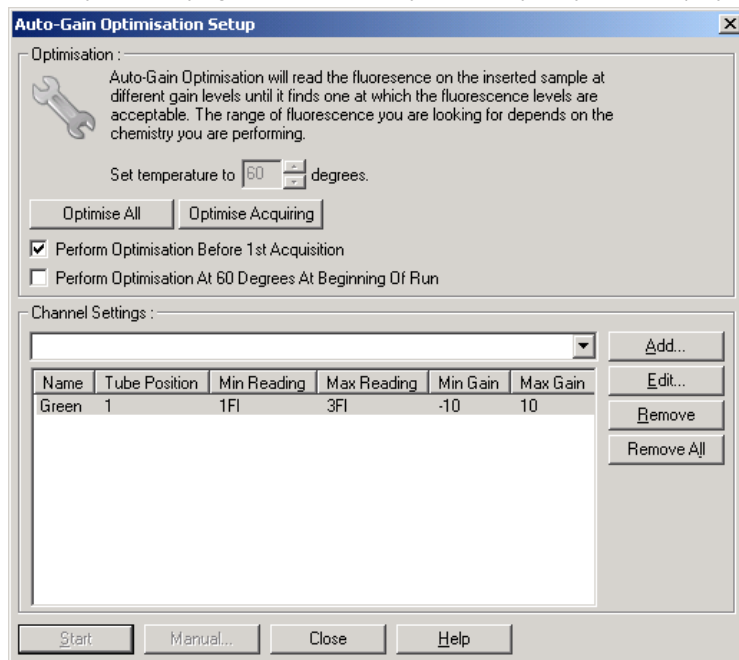 Auto-Gain Optimisation Setup
Optimisation :
Auto-Gain Optimisation will read the fluoresence on the inserted sample at
different gain levels until it finds one at which the fluorescence levels are
acceptable. The range of fluorescence you are looking for depends on the
chemistry you are performing.
Set temperature to 60 degrees.
Optimise All Optimise Acquiring
Perform Optimisation Before 1st Acquisition
Perform Optimisation At 60 Degrees At Beginning Of Run
Channel Settings :
Add...
Name Tube Position Min Reading Max Reading Min Gain Max Gain
Edit...
Green 1 1Fl 3Fl -10 10
Remove
Remove All
Start Manual... Close Help